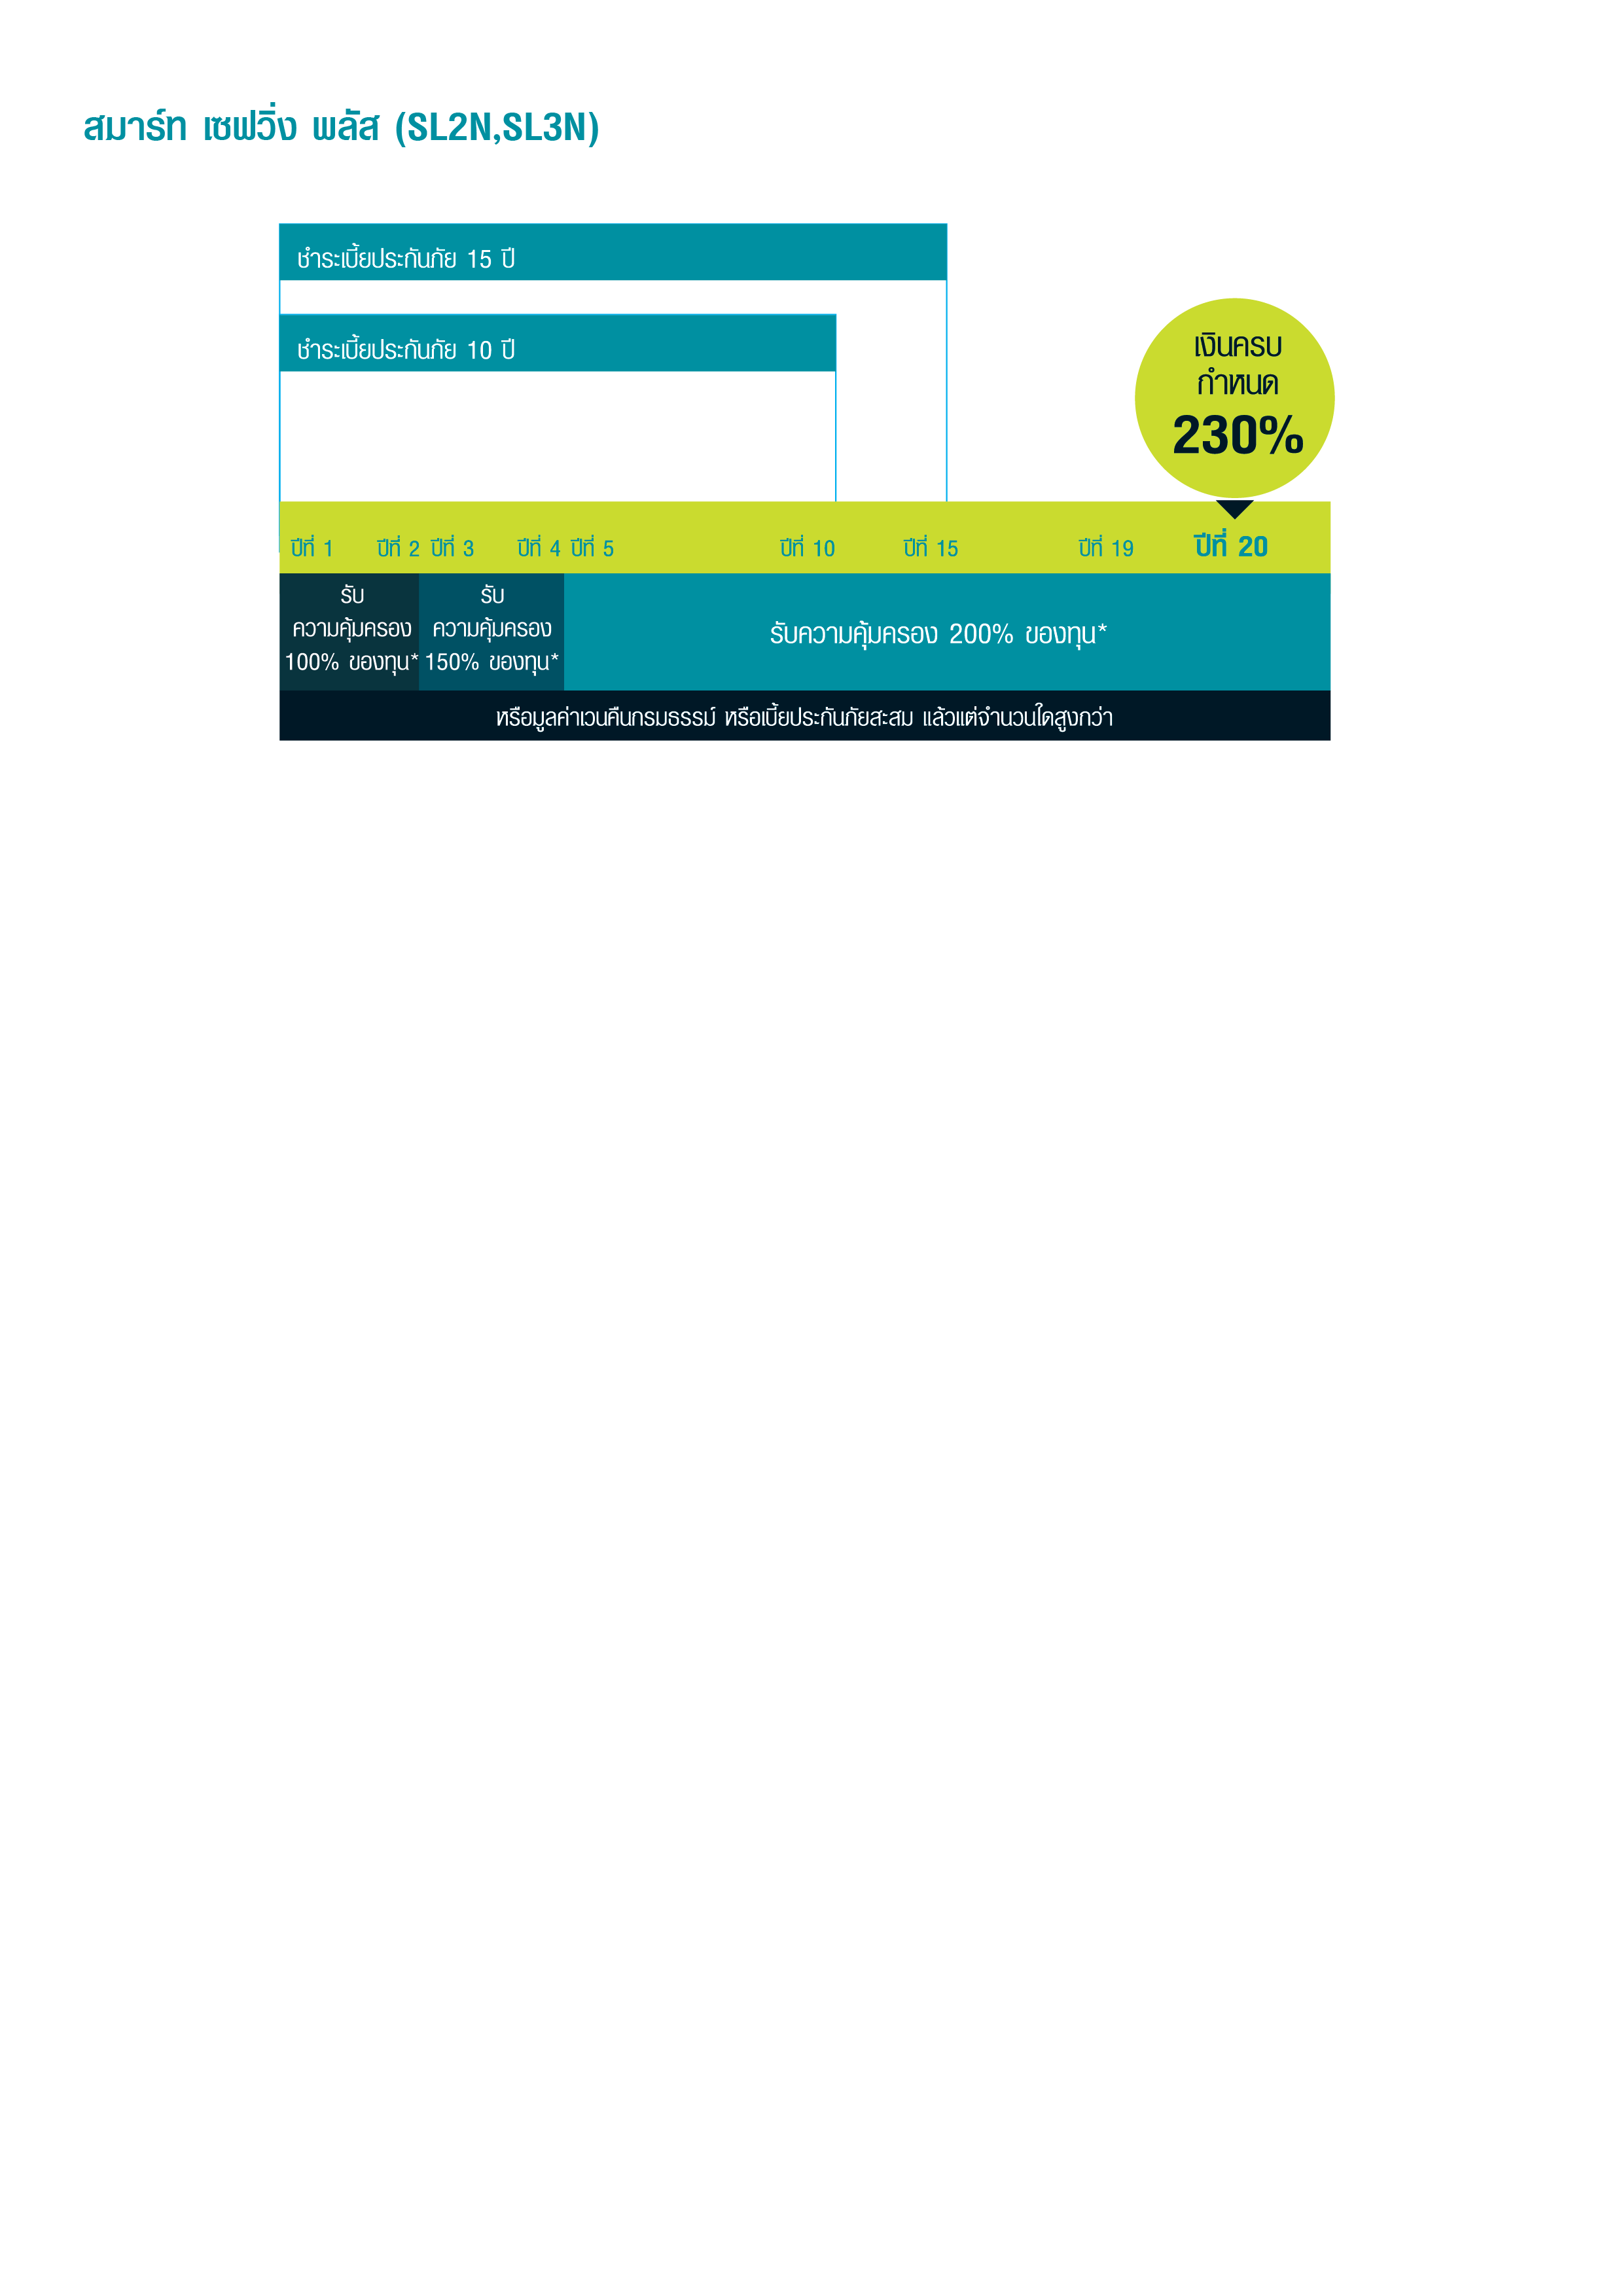 สมาร์ท เซฟวิ่ง พลัส (SL2N,SL3N)
ชำระเบี้ยประกันภัย 15 ปี
ชำระเบี้ยประกันภัย 10 ปี
เงินครบ
กำหนด
230%
ปีที่ 1 ปีที่ 2 ปีที่ 3 ปีที่ 4 ปีที่ 5 ปีที่ 10 ปีที่ 15 ปีที่ 19 ปีที่ 20
รับ
ความคุ้มครอง
100% ของทุน*
รับ
ความคุ้มครอง
150% ของทุน*
รับความคุ้มครอง 200% ของทุน*
หรือมูลค่าเวนคืนกรมธรรม์ หรือเบี้ยประกันภัยสะสม แล้วแต่จำนวนใดสูงกว่า